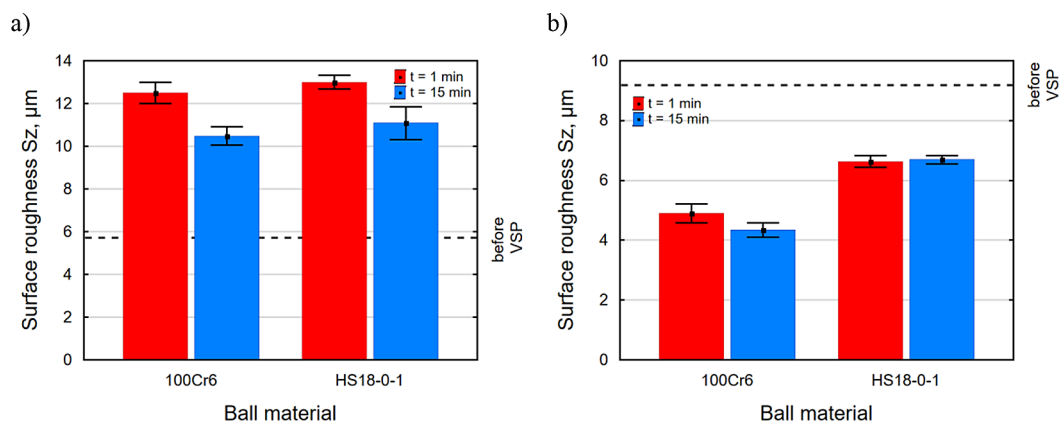 a)
14
12
10
8
6
4
2
0
Surface roughness Sz, µm
t = 1 min
t = 15 min
before
VSP
100Cr6
HS18-0-1
Ball material
b)
10
8
6
4
2
0
Surface roughness Sz, µm
t = 1 min
t = 15 min
before
VSP
100Cr6
HS18-0-1
Ball material